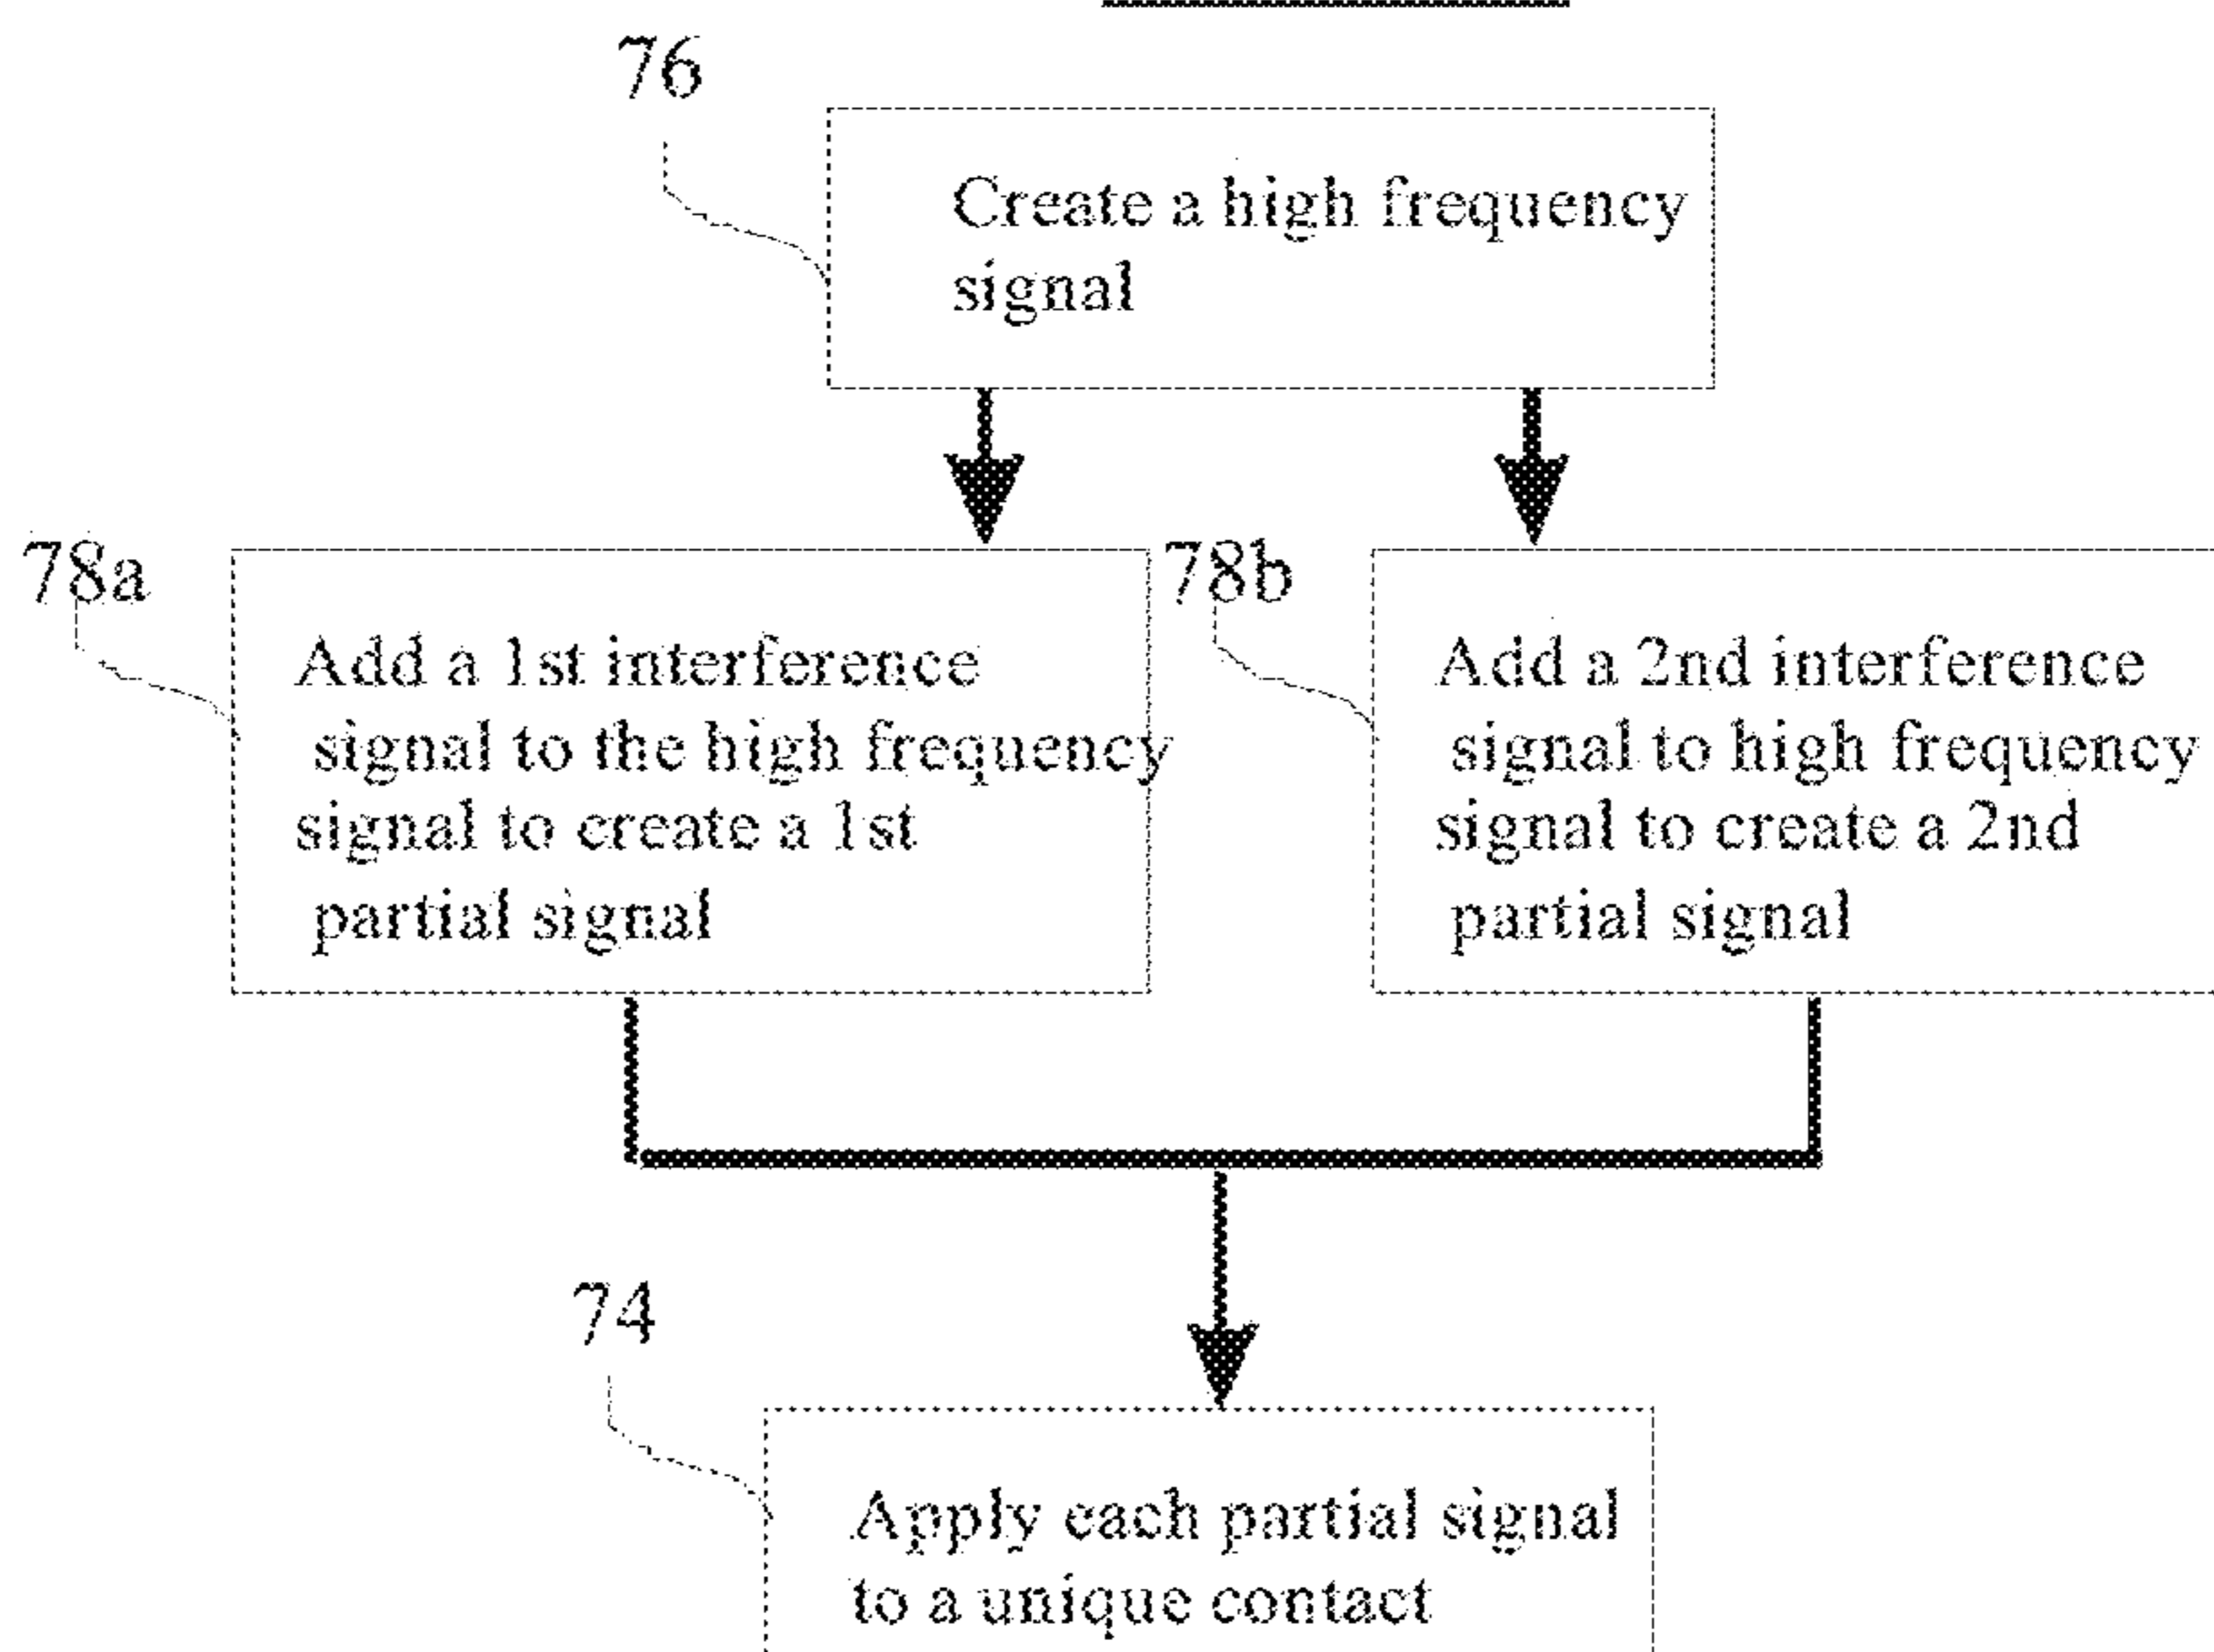 76
Create a high frequency
signal
78a
Add a 1st interference
signal to the high frequency
signal to create a 1st
partial signal
78b
Add a 2nd interference
signal to high frequency
signal to create a 2nd
partial signal
74
Apply each partial signal
to a unique contact